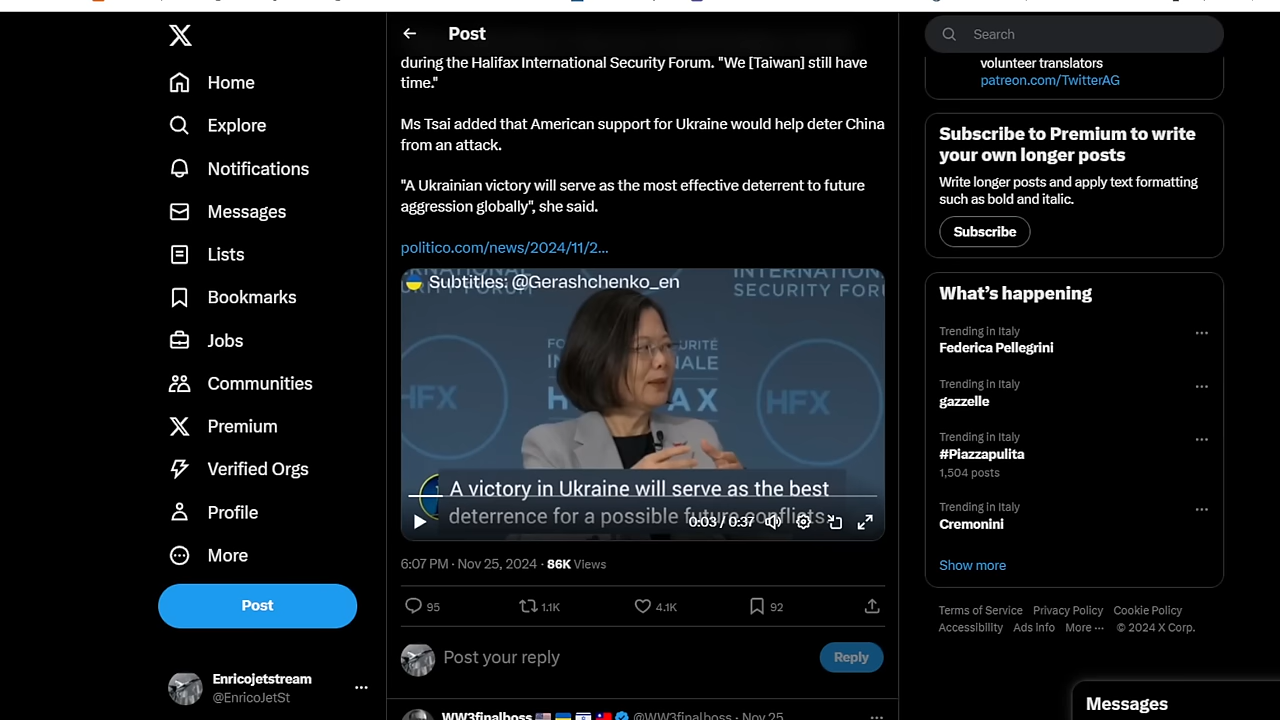 Post
Search
during the Halifax International Security Forum. "We [Taiwan] still have
time."
Ms Tsai added that American support for Ukraine would help deter China
from an attack.
"A Ukrainian victory will serve as the most effective deterrent to future
aggression globally", she said.
politico.com/news/2024/11/2...
RNATIONAL
INTERNATION
Subtitles: @Gerashchenko_en
SECURITY FOR
HFX
HFX
A victory in Ukraine will serve as the best
deterrence for a possible future conflicts.
0:03 / 0:37
6:07 PM · Nov 25, 2024 · 86K Views
95
1.1K
4.1K
92
Post your reply
Reply
WW3finalboss @WW3finalboss · Nov 25
Home
Explore
Notifications
Messages
Lists
Bookmarks
Jobs
Communities
Premium
Verified Orgs
Profile
More
Post
Enricojetstream
@EnricoJetSt
volunteer translators
patreon.com/TwitterAG
Subscribe to Premium to write
your own longer posts
Write longer posts and apply text formatting
such as bold and italic.
Subscribe
What's happening
Trending in Italy
Federica Pellegrini
Trending in Italy
gazzelle
Trending in Italy
#Piazzapulita
1,504 posts
Trending in Italy
Cremonini
Show more
Terms of Service Privacy Policy Cookie Policy
Accessibility Ads info More ··· © 2024 X Corp.
Messages